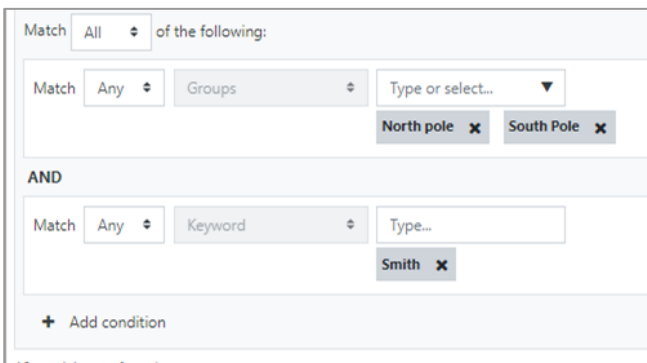 Match All of the following:
Match Any Groups Type or select...
North pole South Pole
AND
Match Any Keyword Type...
Smith
Add condition